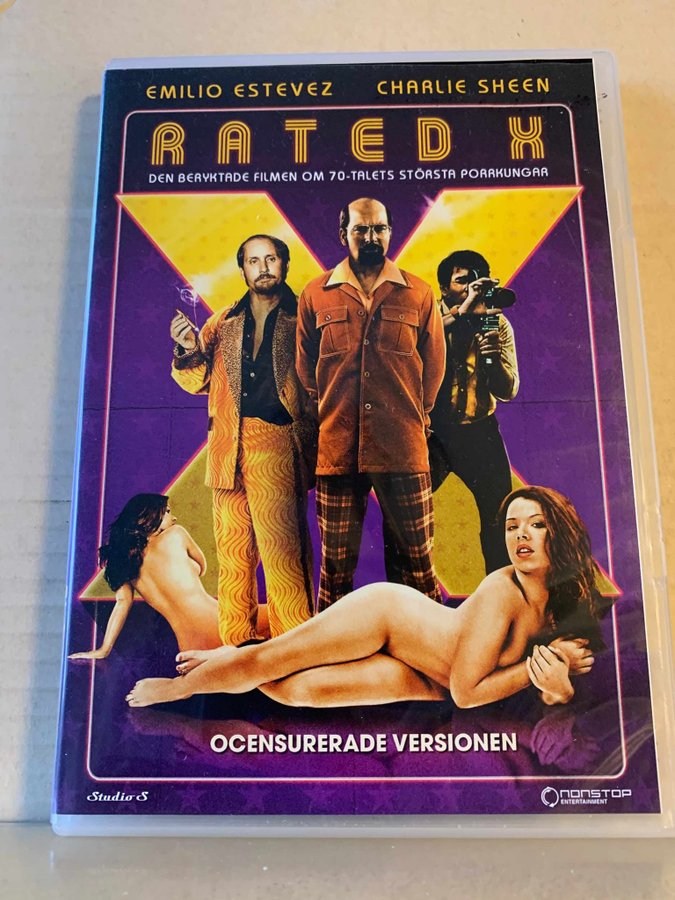 EMILIO ESTEVEZ CHARLIE SHEEN
RATED X
DEN BERYKTADE FILMEN OM 70-TALETS STÖRSTA PORRKUNGAR
OCENSURERADE VERSIONEN
Studio S
NONSTOP
ENTERTAINMENT